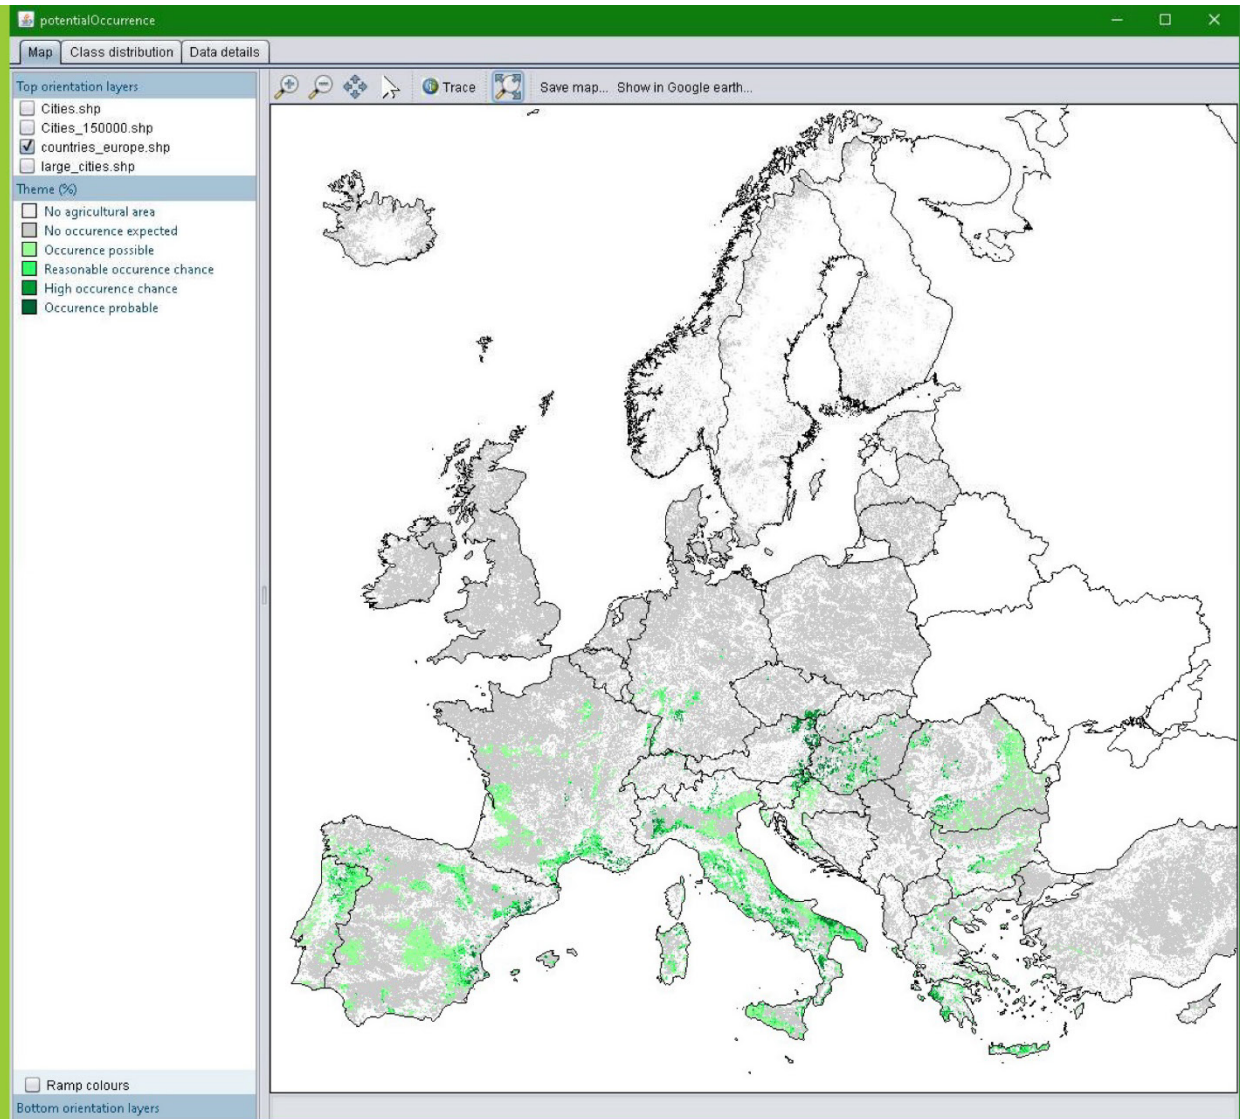 potentialOccurrence
Map Class distribution Data details
Top orientation layers
Cities.shp
Cities_150000.shp
countries_europe.shp
large_cities.shp
Theme (%)
No agricultural area
No occurence expected
Occurence possible
Reasonable occurence chance
High occurence chance
Occurence probable
Trace Save map... Show in Google earth...
Ramp colours
Bottom orientation layers